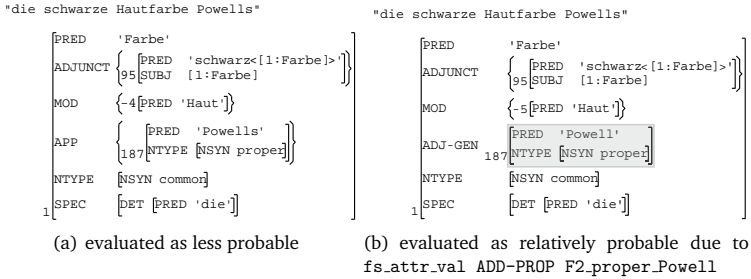 "die schwarze Hautfarbe Powells"
PRED 'Farbe'
ADJUNCT 95 PRED 'schwarz<[1:Farbe]>'
SUBJ [1:Farbe]
MOD {-4[PRED 'Haut']}
APP 187 PRED 'Powells'
NTYPE [NSYN proper]
NTYPE [NSYN common]
1 SPEC [DET [PRED 'die']]
(a) evaluated as less probable
"die schwarze Hautfarbe Powells"
PRED 'Farbe'
ADJUNCT 95 PRED 'schwarz<[1:Farbe]>'
SUBJ [1:Farbe]
MOD {-5[PRED 'Haut']}
ADJ-GEN 187 PRED 'Powell'
NTYPE [NSYN proper]
NTYPE [NSYN common]
1 SPEC [DET [PRED 'die']]
(b) evaluated as relatively probable due to
fs_attr_val ADD-PROP F2_proper_Powell